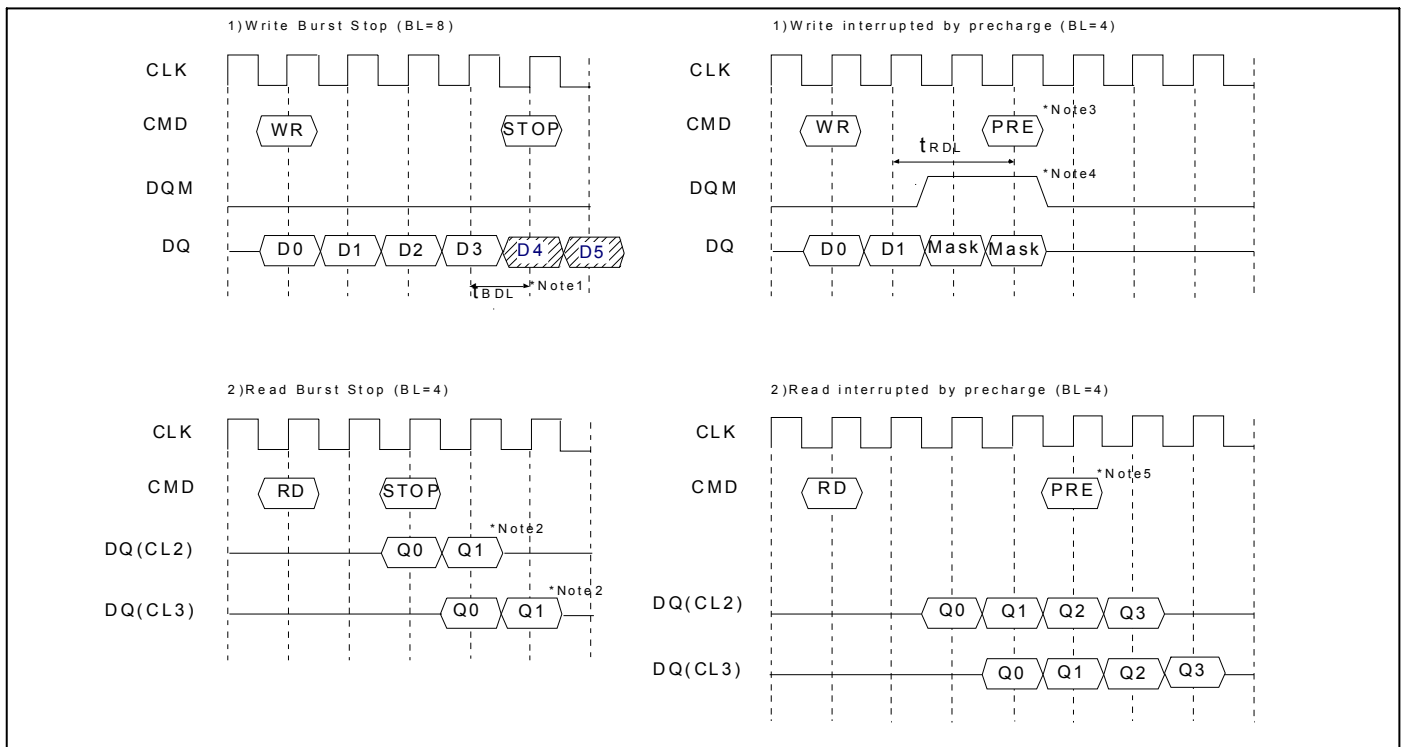 1)Write Burst Stop (BL=8)
CLK
CMD
WR
STOP
DQM
DQ
D0 D1 D2 D3 D4 D5
tBDL
*Note1
1)Write interrupted by precharge (BL=4)
CLK
CMD
WR
PRE
*Note3
tRDL
DQM
*Note4
DQ
D0 D1 Mask Mask
2)Read Burst Stop (BL=4)
CLK
CMD
RD
STOP
DQ(CL2)
Q0 Q1
*Note2
DQ(CL3)
Q0 Q1
*Note2
2)Read interrupted by precharge (BL=4)
CLK
CMD
RD
PRE
*Note5
DQ(CL2)
Q0 Q1 Q2 Q3
DQ(CL3)
Q0 Q1 Q2 Q3